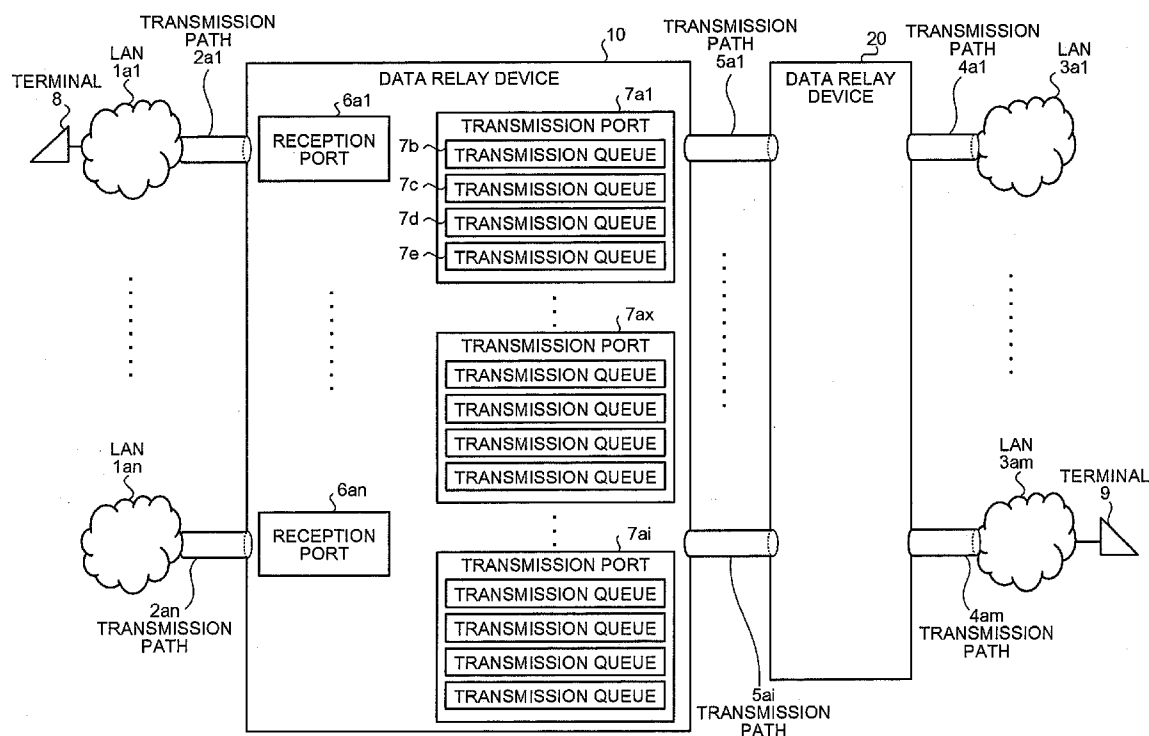 TRANSMISSION
PATH
2a1
LAN
1a1
TERMINAL
8
10
DATA RELAY DEVICE
6a1
RECEPTION
PORT
7a1
TRANSMISSION PORT
7b
TRANSMISSION QUEUE
7c
TRANSMISSION QUEUE
7d
TRANSMISSION QUEUE
7e
TRANSMISSION QUEUE
TRANSMISSION
PATH
5a1
20
DATA RELAY
DEVICE
TRANSMISSION
PATH
4a1
LAN
3a1
7ax
TRANSMISSION PORT
TRANSMISSION QUEUE
TRANSMISSION QUEUE
TRANSMISSION QUEUE
TRANSMISSION QUEUE
LAN
1an
6an
RECEPTION
PORT
2an
TRANSMISSION
PATH
7ai
TRANSMISSION PORT
TRANSMISSION QUEUE
TRANSMISSION QUEUE
TRANSMISSION QUEUE
TRANSMISSION QUEUE
5ai
TRANSMISSION
PATH
LAN
3am
TERMINAL
9
4am
TRANSMISSION
PATH